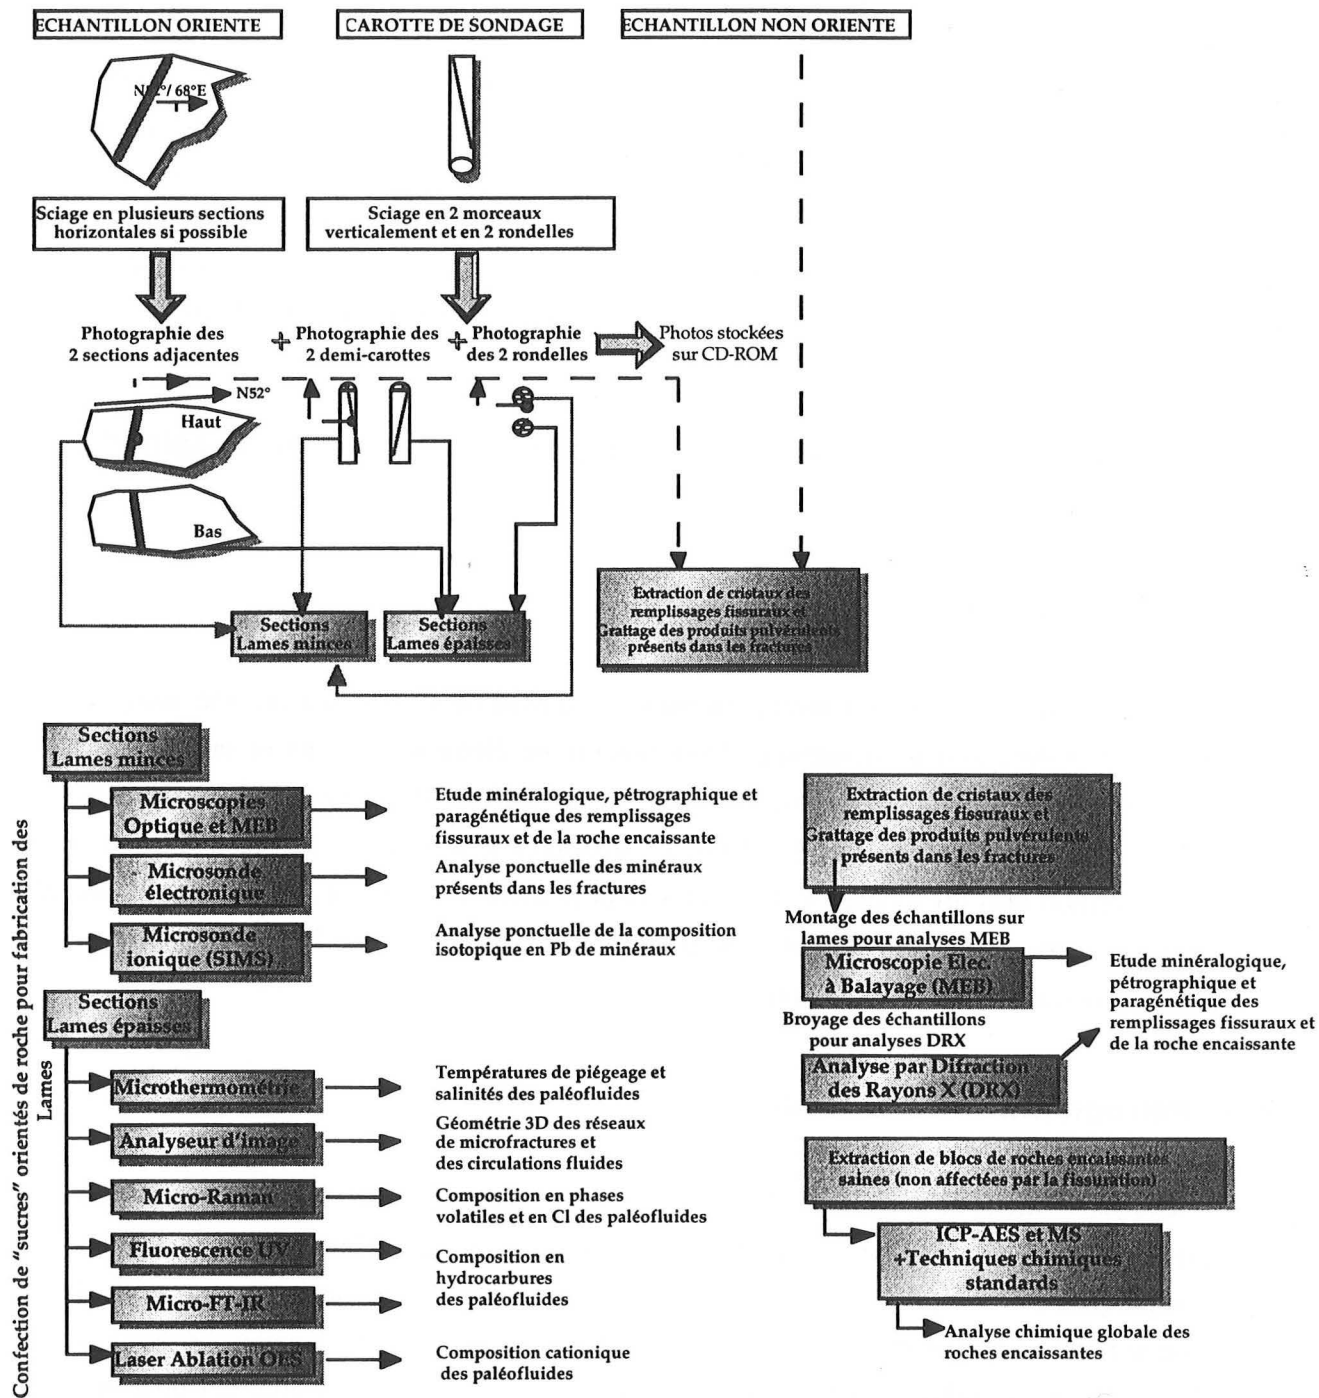 ECHANTILLON ORIENTE
CAROTTE DE SONDAGE
ECHANTILLON NON ORIENTE
68°E
Sciage en plusieurs sections
horizontales si possible
Sciage en 2 morceaux
verticalement et en 2 rondelles
Photographie des
2 sections adjacentes
+
Photographie des
2 demi-carottes
+
Photographie
des 2 rondelles
Photos stockées
sur CD-ROM
N52°
Haut
Bas
Sections
Lames minces
Sections
Lames épaisses
Extraction de cristaux des
remplissages fissuraux et
Grattage des produits pulvérulents
présents dans les fractures
Confection de "sucres" orientés de roche pour fabrication des
Lames
Sections
Lames minces
Microscopies
Optique et MEB
Etude minéralogique, pétrographique et
paragénétique des remplissages
fissuraux et de la roche encaissante
Microsonde
électronique
Analyse ponctuelle des minéraux
présents dans les fractures
Microsonde
ionique (SIMS)
Analyse ponctuelle de la composition
isotopique en Pb de minéraux
Sections
Lames épaisses
Microthermométrie
Températures de piégeage et
salinités des paléofluides
Analyseur d'image
Géométrie 3D des réseaux
de microfractures et
des circulations fluides
Micro-Raman
Composition en phases
volatiles et en Cl des paléofluides
Fluorescence UV
Micro-FT-IR
Composition en
hydrocarbures
des paléofluides
Laser Ablation OES
Composition cationique
des paléofluides
Extraction de cristaux des
remplissages fissuraux et
Grattage des produits pulvérulents
présents dans les fractures
Montage des échantillons sur
lames pour analyses MEB
Microscopie Elec.
à Balayage (MEB)
Broyage des échantillons
pour analyses DRX
Analyse par Difraction
des Rayons X (DRX)
Etude minéralogique,
pétrographique et
paragénétique des
remplissages fissuraux et
de la roche encaissante
Extraction de blocs de roches encaissantes
saines (non affectées par la fissuration)
ICP-AES et MS
+Techniques chimiques
standards
Analyse chimique globale des
roches encaissantes